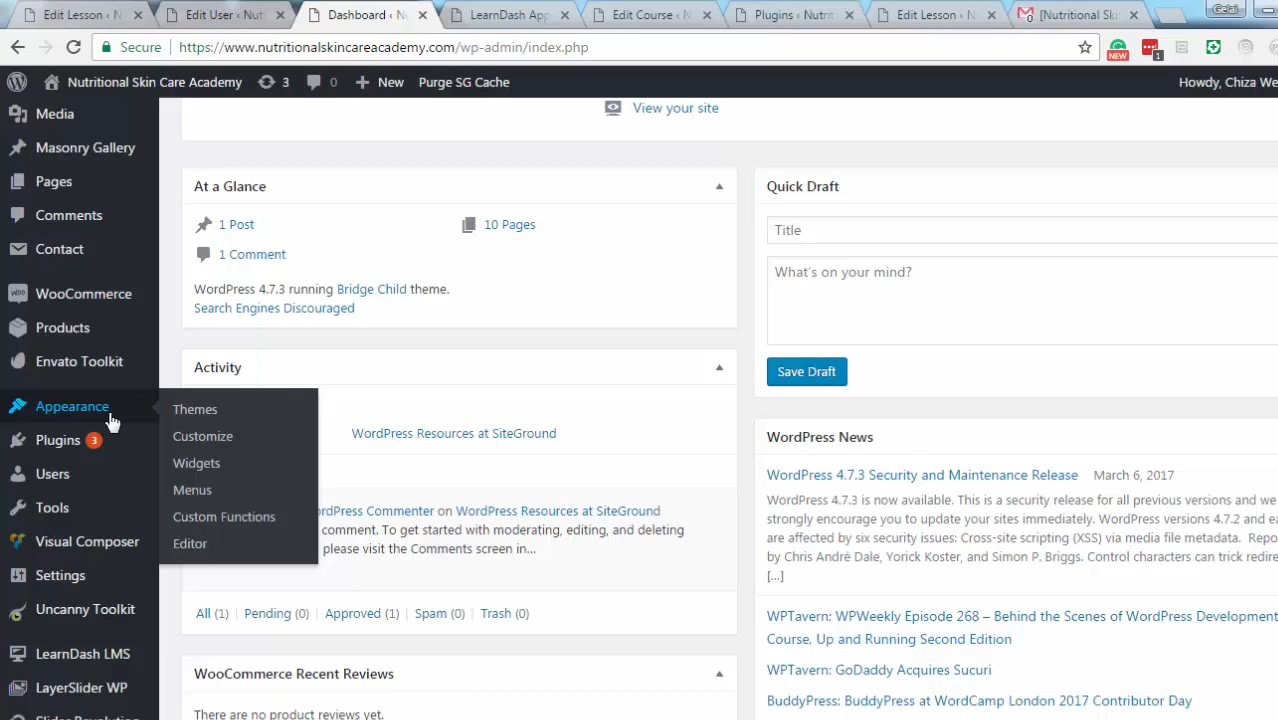 Edit Lesson ‹ N
Edit User ‹ Nut
Dashboard ‹ Nu
LearnDash App
Edit Course ‹ N
Plugins ‹ Nutrit
Edit Lesson ‹ N
[Nutritional Ski
Gelai
Secure
https://www.nutritionalskincareacademy.com/wp-admin/index.php
NEW
1
Nutritional Skin Care Academy
3
0
New
Purge SG Cache
Howdy, Chiza We
Media
Masonry Gallery
Pages
Comments
Contact
WooCommerce
Products
Envato Toolkit
Appearance
Plugins 3
Users
Tools
Visual Composer
Settings
Uncanny Toolkit
LearnDash LMS
LayerSlider WP
Slider Revolution
Themes
Customize
Widgets
Menus
Custom Functions
Editor
View your site
At a Glance
1 Post
10 Pages
1 Comment
WordPress 4.7.3 running Bridge Child theme.
Search Engines Discouraged
Activity
WordPress Resources at SiteGround
rdPress Commenter on WordPress Resources at SiteGround
comment. To get started with moderating, editing, and deleting
please visit the Comments screen in...
All (1) | Pending (0) | Approved (1) | Spam (0) | Trash (0)
WooCommerce Recent Reviews
There are no product reviews yet.
Quick Draft
Title
What's on your mind?
Save Draft
WordPress News
WordPress 4.7.3 Security and Maintenance Release March 6, 2017
WordPress 4.7.3 is now available. This is a security release for all previous versions and we
strongly encourage you to update your sites immediately. WordPress versions 4.7.2 and ea
are affected by six security issues: Cross-site scripting (XSS) via media file metadata. Repo
by Chris André Dale, Yorick Koster, and Simon P. Briggs. Control characters can trick redire
[...]
WPTavern: WPWeekly Episode 268 – Behind the Scenes of WordPress Development
Course, Up and Running Second Edition
WPTavern: GoDaddy Acquires Sucuri
BuddyPress: BuddyPress at WordCamp London 2017 Contributor Day